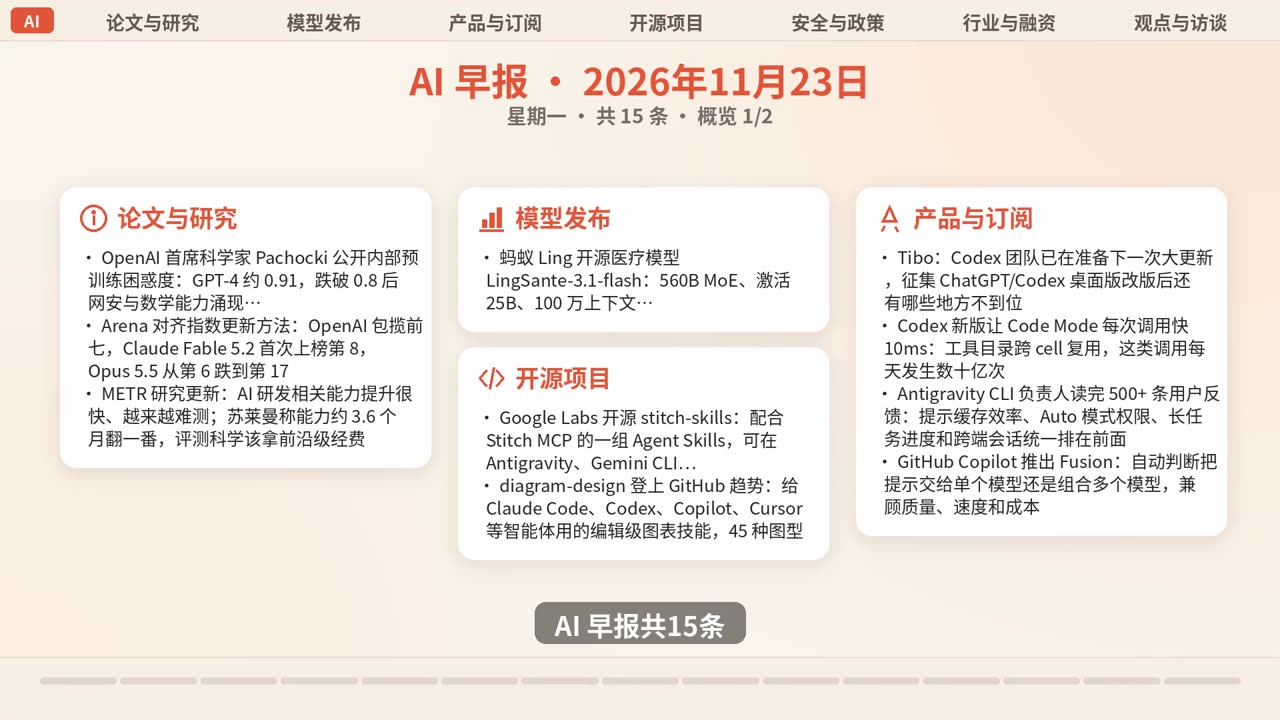 AI
论文与研究
模型发布
产品与订阅
开源项目
安全与政策
行业与融资
观点与访谈
AI 早报 · 2026年11月23日
星期一 · 共 15 条 · 概览 1/2
论文与研究
· OpenAI 首席科学家 Pachocki 公开内部预
训练困惑度：GPT-4 约 0.91，跌破 0.8 后
网安与数学能力涌现…
· Arena 对齐指数更新方法：OpenAI 包揽前
七，Claude Fable 5.2 首次上榜第 8，
Opus 5.5 从第 6 跌到第 17
· METR 研究更新：AI 研发相关能力提升很
快、越来越难测；苏莱曼称能力约 3.6 个
月翻一番，评测科学该拿前沿级经费
模型发布
· 蚂蚁 Ling 开源医疗模型
LingSante-3.1-flash：560B MoE、激活
25B、100 万上下文…
开源项目
· Google Labs 开源 stitch-skills：配合
Stitch MCP 的一组 Agent Skills，可在
Antigravity、Gemini CLI…
· diagram-design 登上 GitHub 趋势：给
Claude Code、Codex、Copilot、Cursor
等智能体用的编辑级图表技能，45 种图型
产品与订阅
· Tibo：Codex 团队已在准备下一次大更新
，征集 ChatGPT/Codex 桌面版改版后还
有哪些地方不到位
· Codex 新版让 Code Mode 每次调用快
10ms：工具目录跨 cell 复用，这类调用每
天发生数十亿次
· Antigravity CLI 负责人读完 500+ 条用户反
馈：提示缓存效率、Auto 模式权限、长任
务进度和跨端会话统一排在前面
· GitHub Copilot 推出 Fusion：自动判断把
提示交给单个模型还是组合多个模型，兼
顾质量、速度和成本
AI 早报共15条